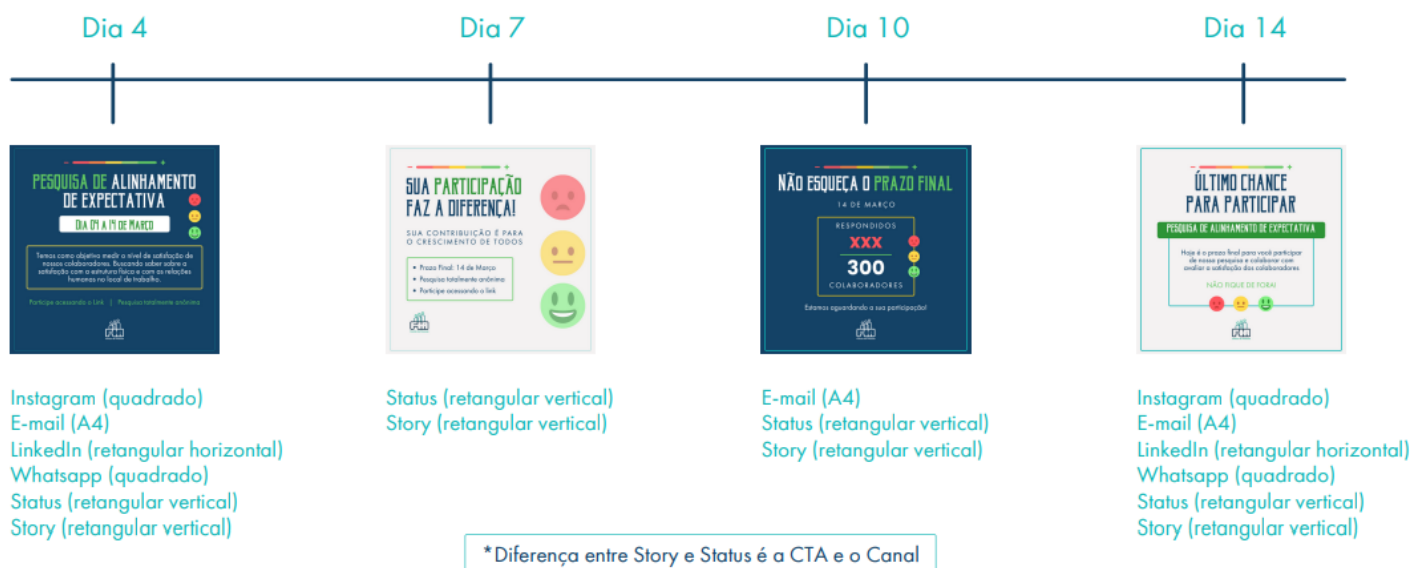 Dia 4
Dia 7
Dia 10
Dia 14
- +
PESQUISA DE ALINHAMENTO
DE EXPECTATIVA
DIA 04 A 14 DE MARÇO
Temos como objetivo medir o nível de satisfação de
nossos colaboradores. Buscando saber sobre a
satisfação com a estrutura física e com as relações
humanas no local de trabalho.
Participe acessando o Link | Pesquisa totalmente anônima
- +
SUA PARTICIPAÇÃO
FAZ A DIFERENÇA!
SUA CONTRIBUIÇÃO É PARA
O CRESCIMENTO DE TODOS
• Prazo Final: 14 de Março
• Pesquisa totalmente anônima
• Participe acessando o link
- +
NÃO ESQUEÇA O PRAZO FINAL
14 DE MARÇO
RESPONDIDOS
XXX
300
COLABORADORES
Estamos aguardando a sua participação!
- +
ÚLTIMO CHANCE
PARA PARTICIPAR
PESQUISA DE ALINHAMENTO DE EXPECTATIVA
Hoje é o prazo final para você participar
de nossa pesquisa e colaborar com
avaliar a satisfação dos colaboradores
NÃO FIQUE DE FORA!
Instagram (quadrado)
E-mail (A4)
LinkedIn (retangular horizontal)
Whatsapp (quadrado)
Status (retangular vertical)
Story (retangular vertical)
Status (retangular vertical)
Story (retangular vertical)
E-mail (A4)
Status (retangular vertical)
Story (retangular vertical)
Instagram (quadrado)
E-mail (A4)
LinkedIn (retangular horizontal)
Whatsapp (quadrado)
Status (retangular vertical)
Story (retangular vertical)
*Diferença entre Story e Status é a CTA e o Canal